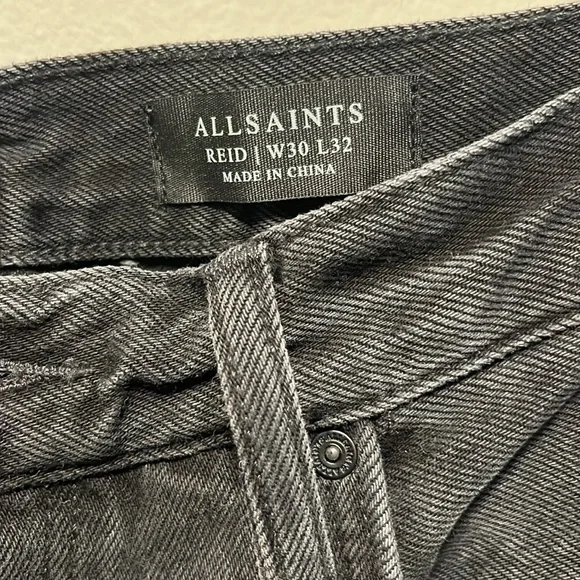 ALLSAINTS
REID | W30 L32
MADE IN CHINA